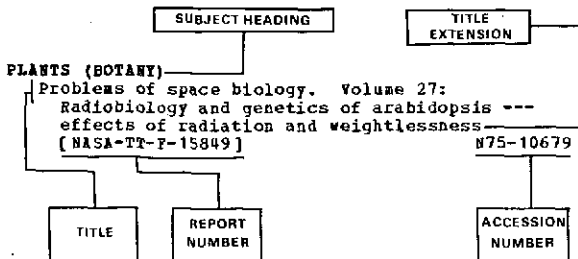 SUBJECT HEADING
TITLE
EXTENSION
PLANTS (BOTANY)
Problems of space biology. Volume 27:
Radiobiology and genetics of arabidopsis ---
effects of radiation and weightlessness
[NASA-TT-F-15849] N75-10679
TITLE
REPORT
NUMBER
ACCESSION
NUMBER